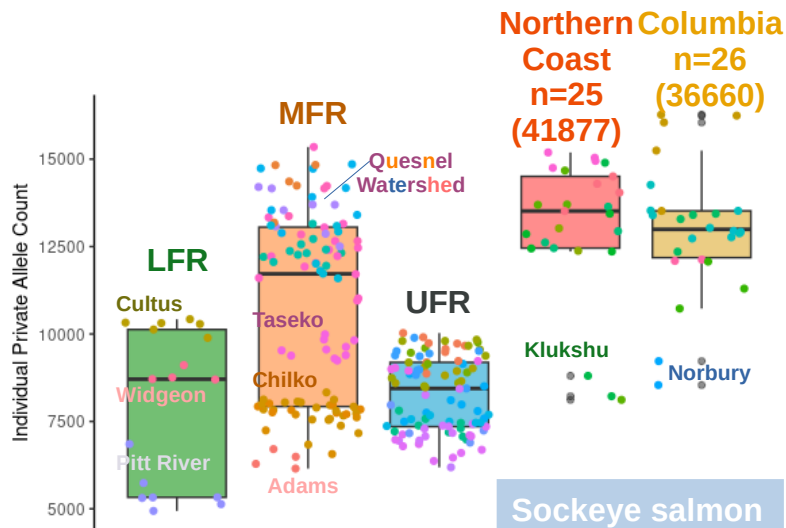 Northern
Coast
n=25
(41877)
Columbia
n=26
(36660)
MFR
Quesnel
Watershed
15000
12500
10000
7500
5000
Individual Private Allele Count
LFR
Cultus
Widgeon
Pitt River
Taseko
Chilko
Adams
UFR
Klukshu
Norbury
Sockeye salmon